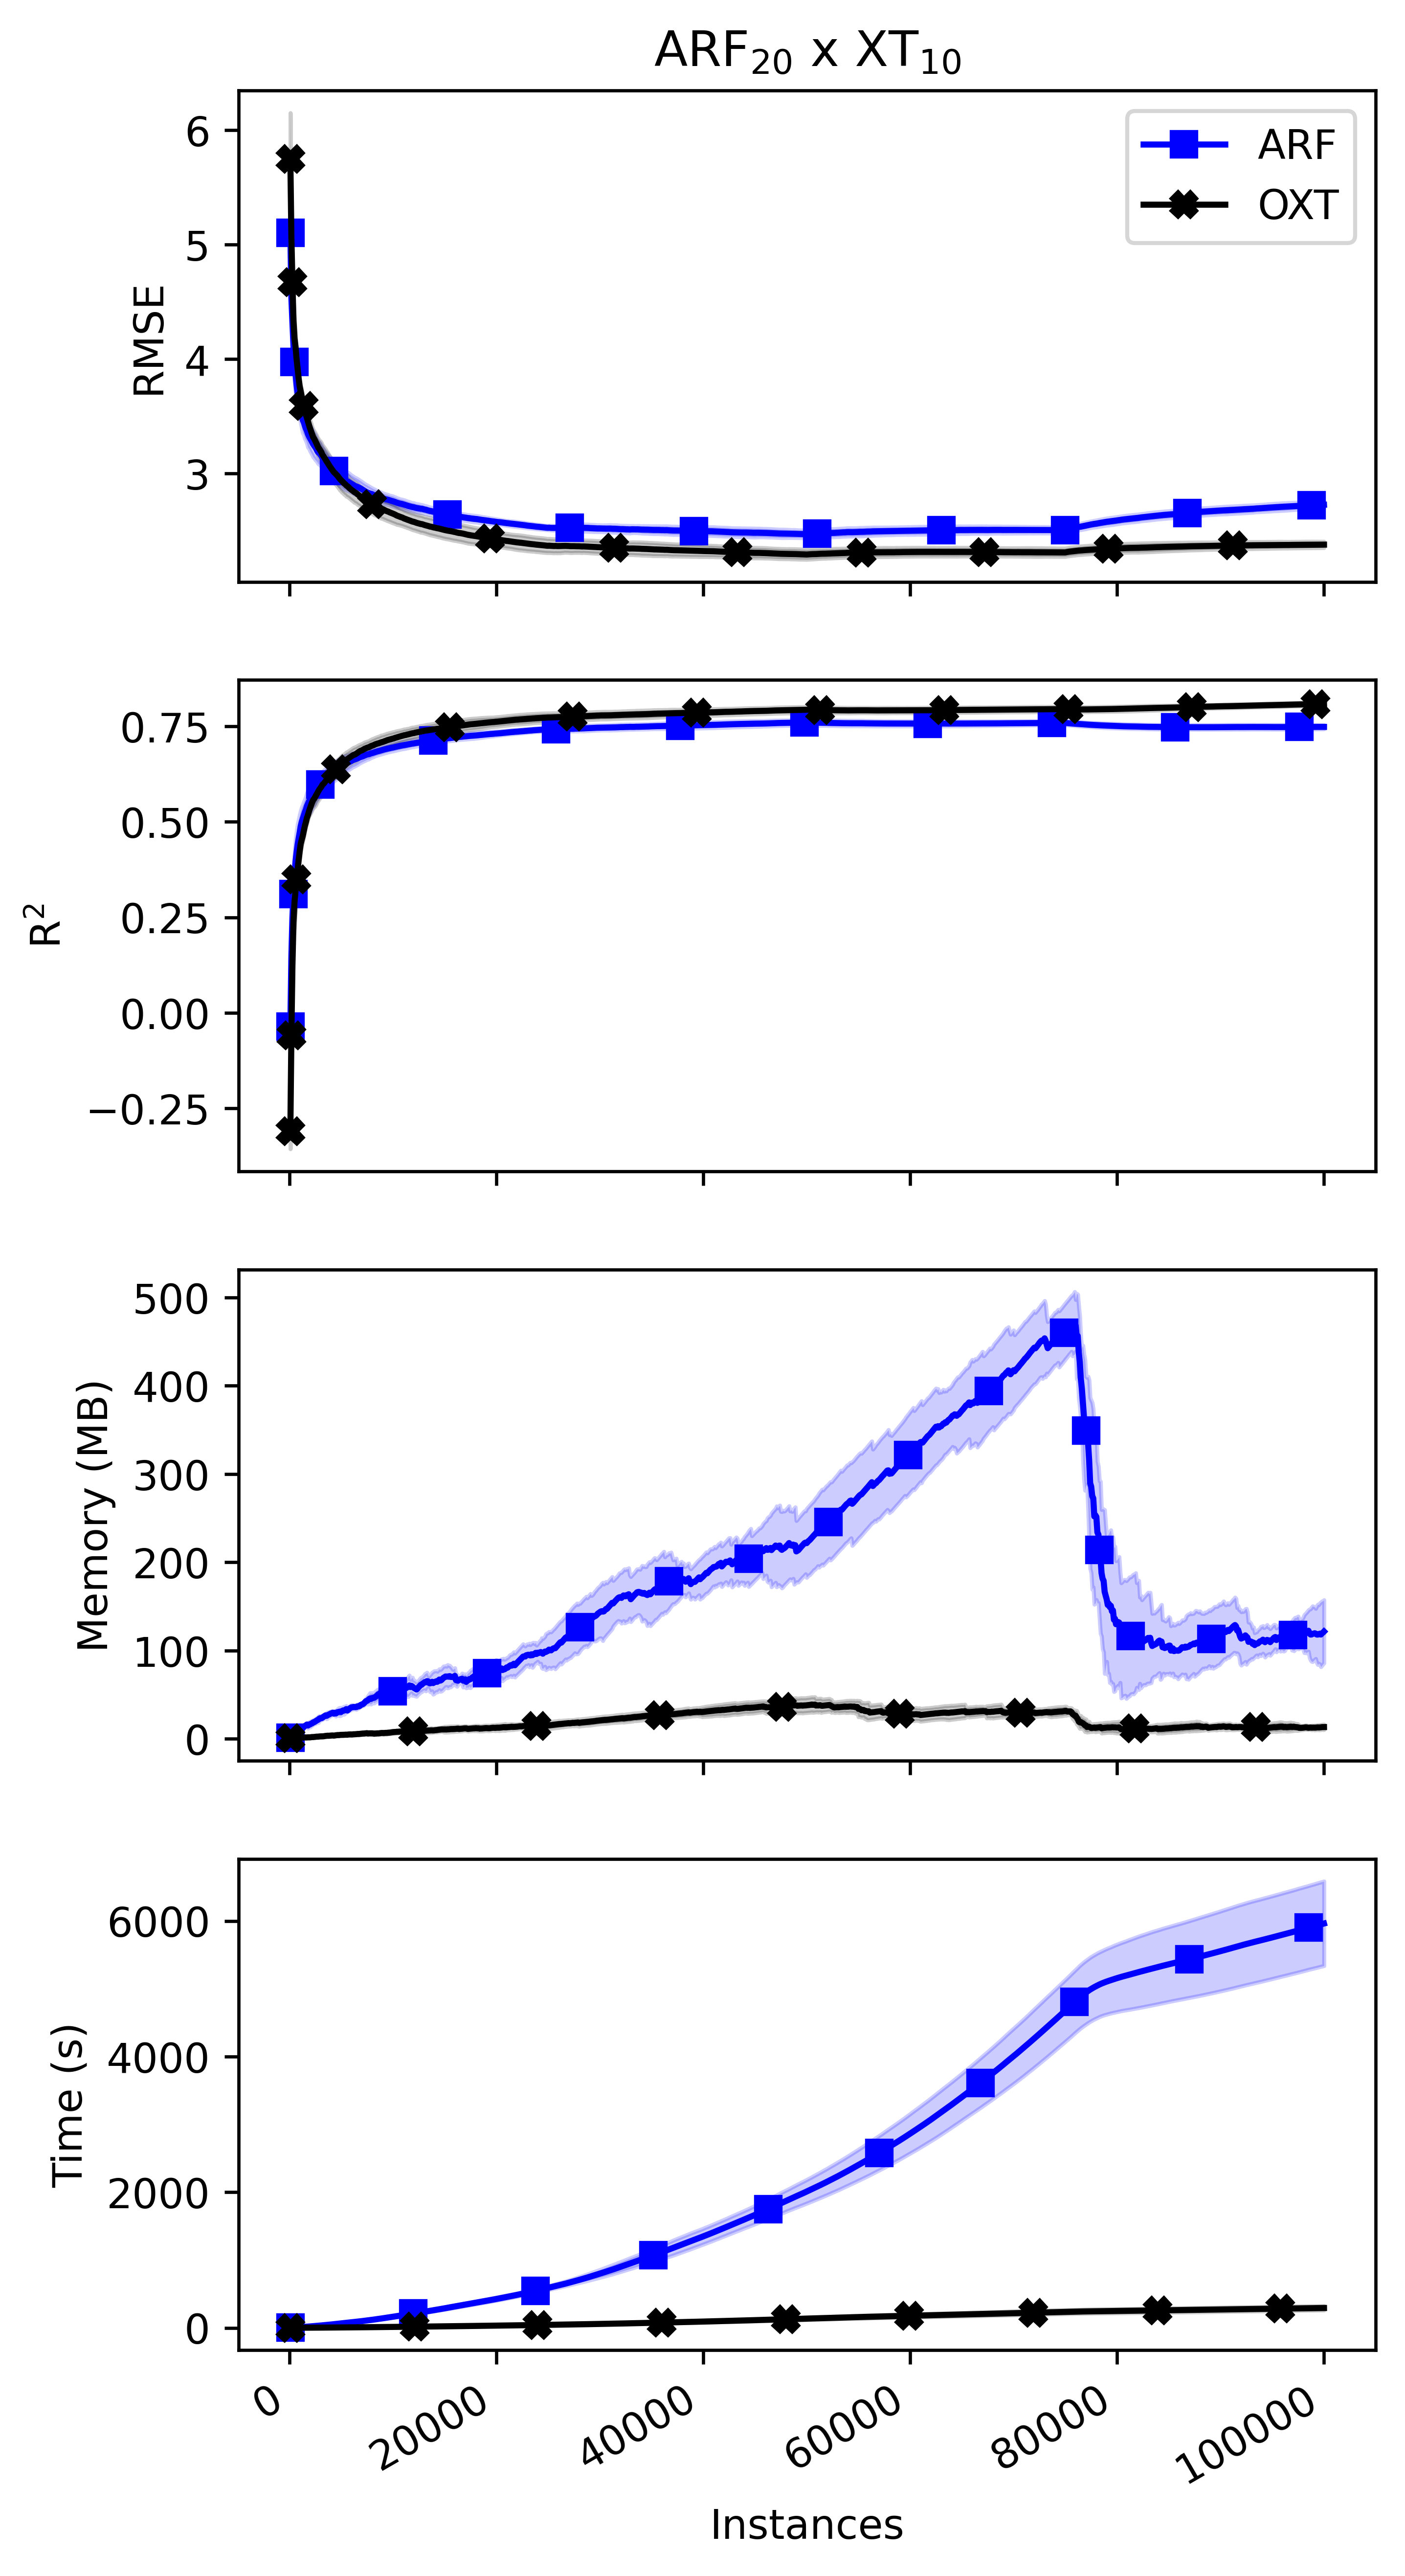 ARF₂₀ x XT₁₀
ARF
OXT
RMSE
6
5
4
3
R²
0.75
0.50
0.25
0.00
−0.25
Memory (MB)
500
400
300
200
100
0
Time (s)
6000
4000
2000
0
0 20000 40000 60000 80000 100000
Instances